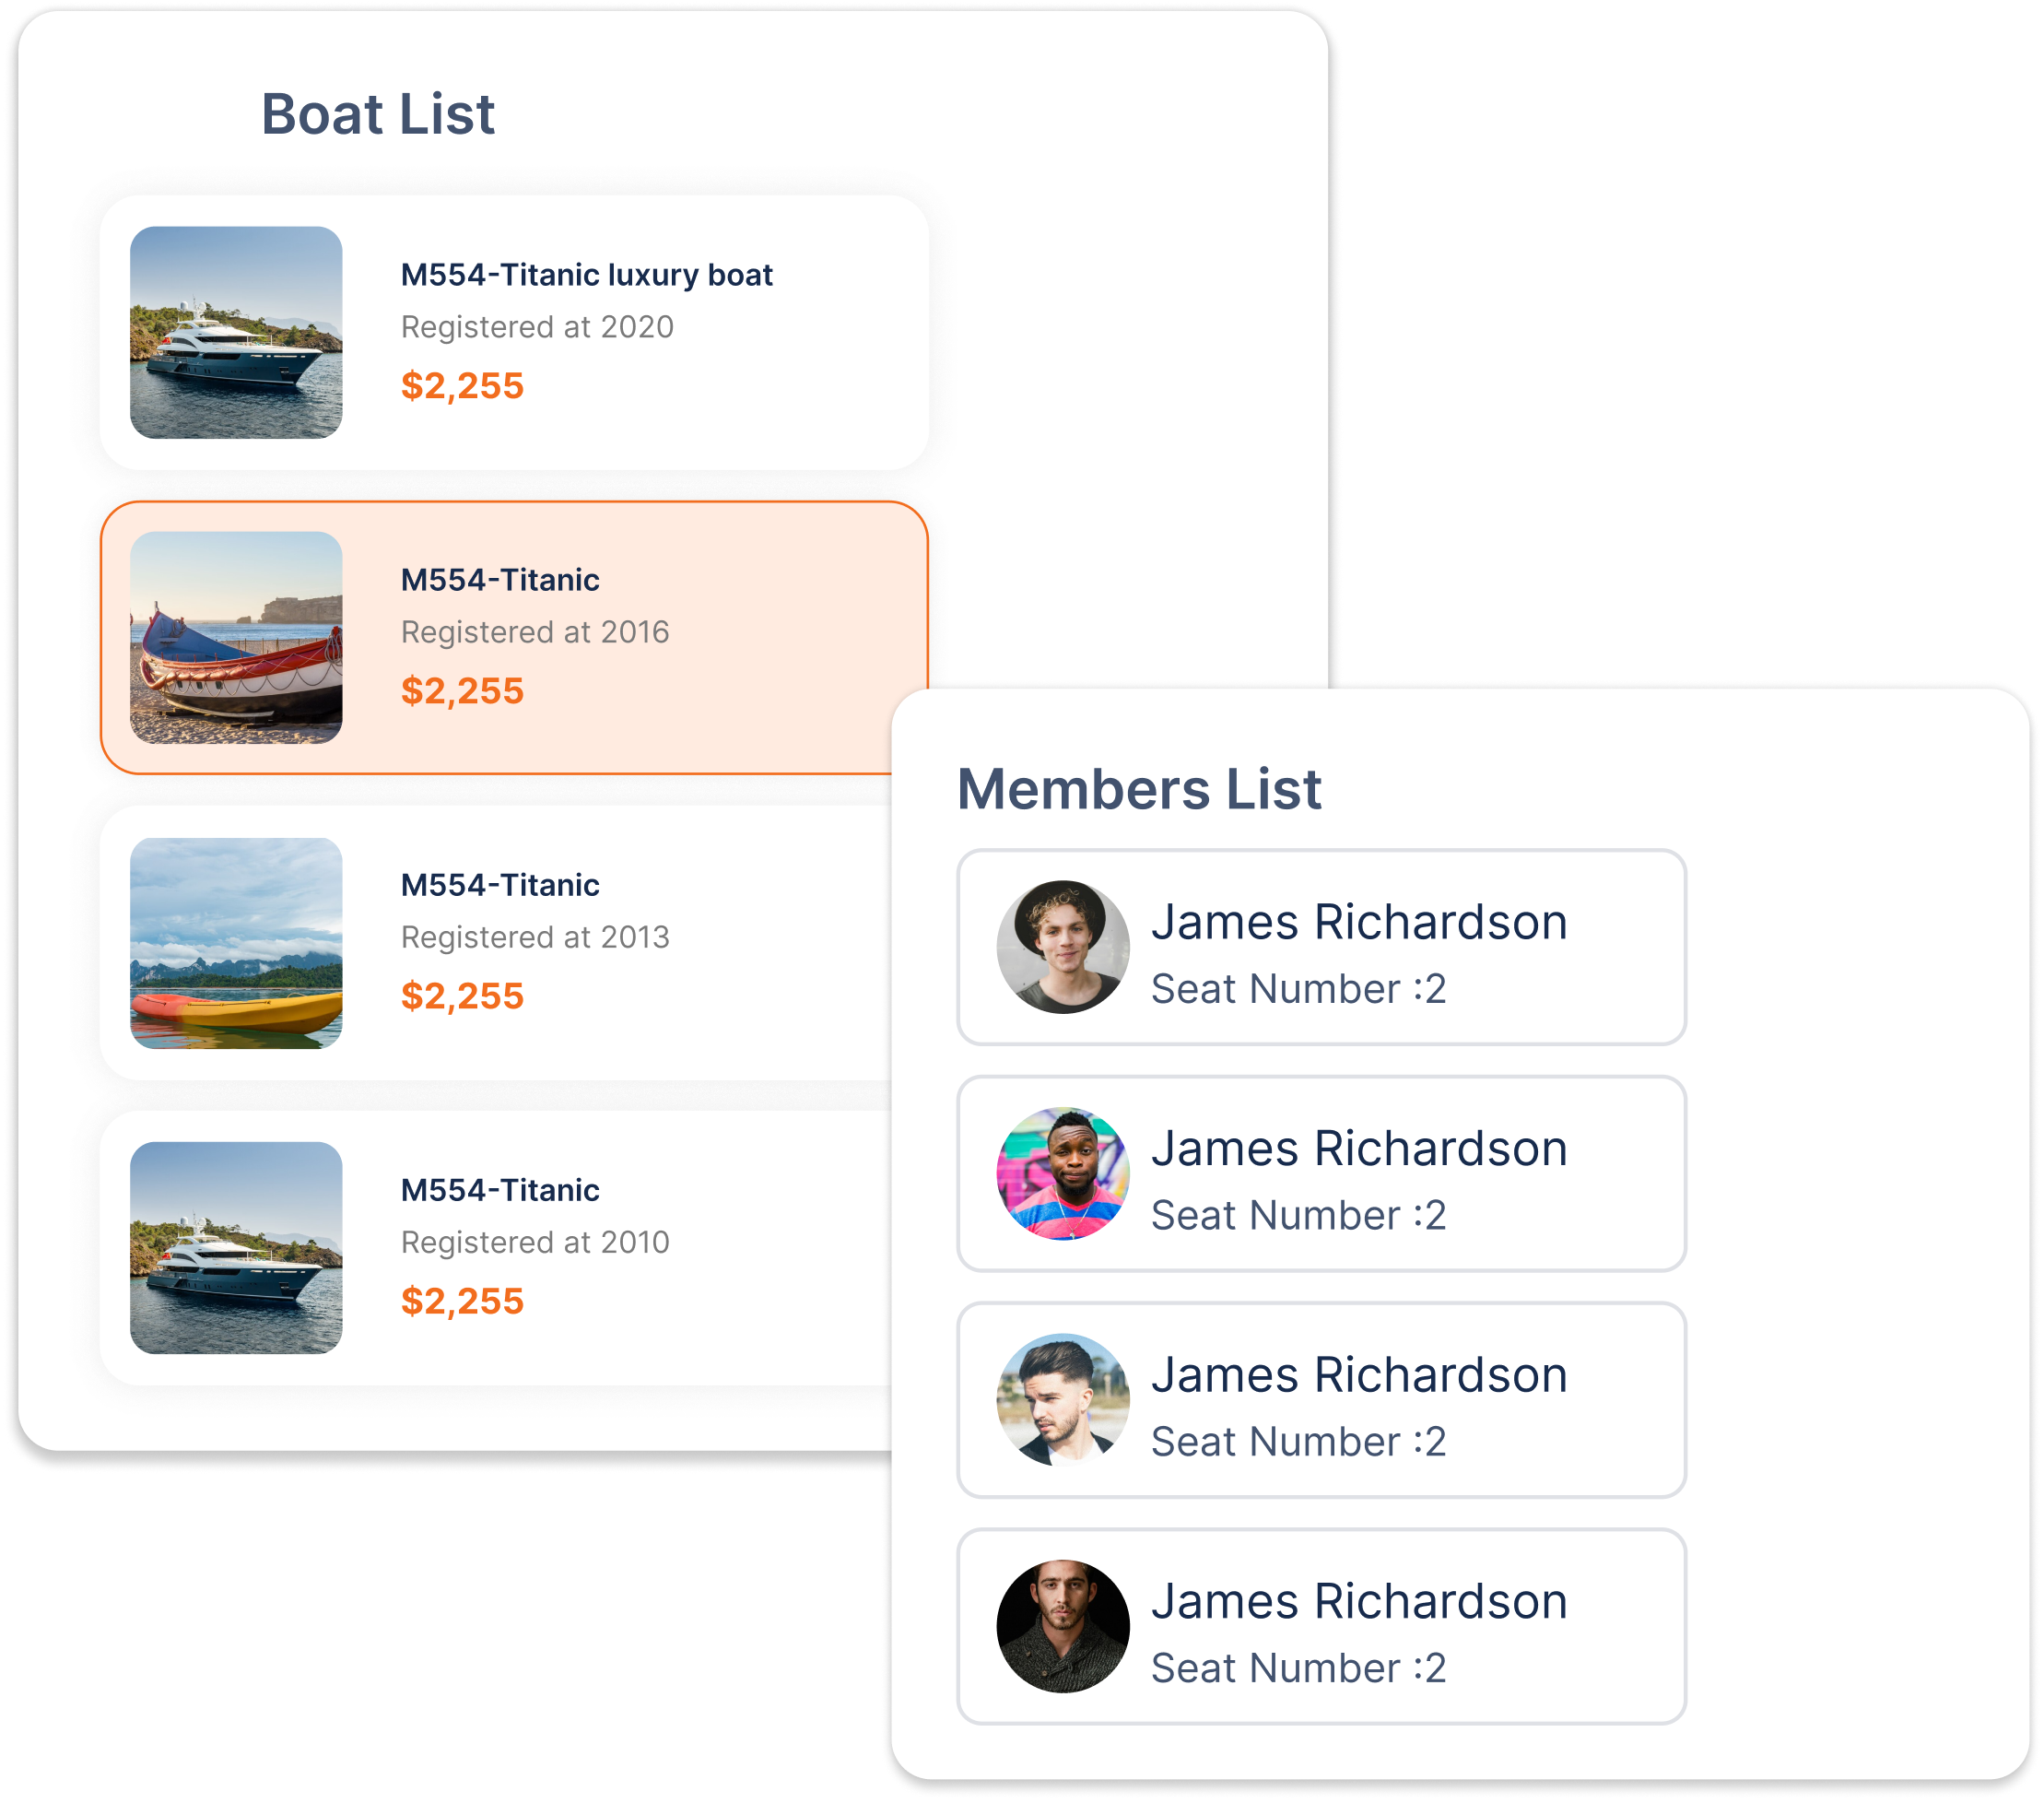 Boat List
M554-Titanic luxury boat
Registered at 2020
$2,255
M554-Titanic
Registered at 2016
$2,255
M554-Titanic
Registered at 2013
$2,255
M554-Titanic
Registered at 2010
$2,255
Members List
James Richardson
Seat Number :2
James Richardson
Seat Number :2
James Richardson
Seat Number :2
James Richardson
Seat Number :2